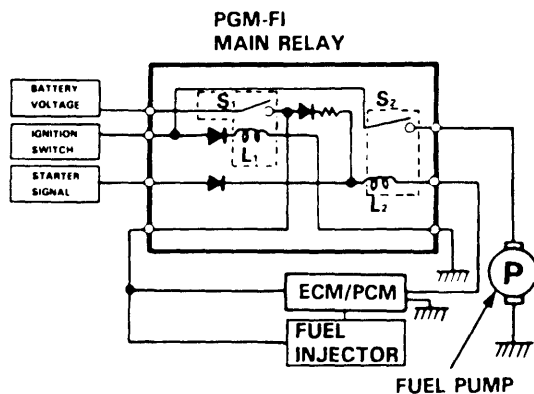 PGM-FI
MAIN RELAY
BATTERY
VOLTAGE
IGNITION
SWITCH
STARTER
SIGNAL
S1
L1
S2
L2
ECM/PCM
FUEL
INJECTOR
P
FUEL PUMP